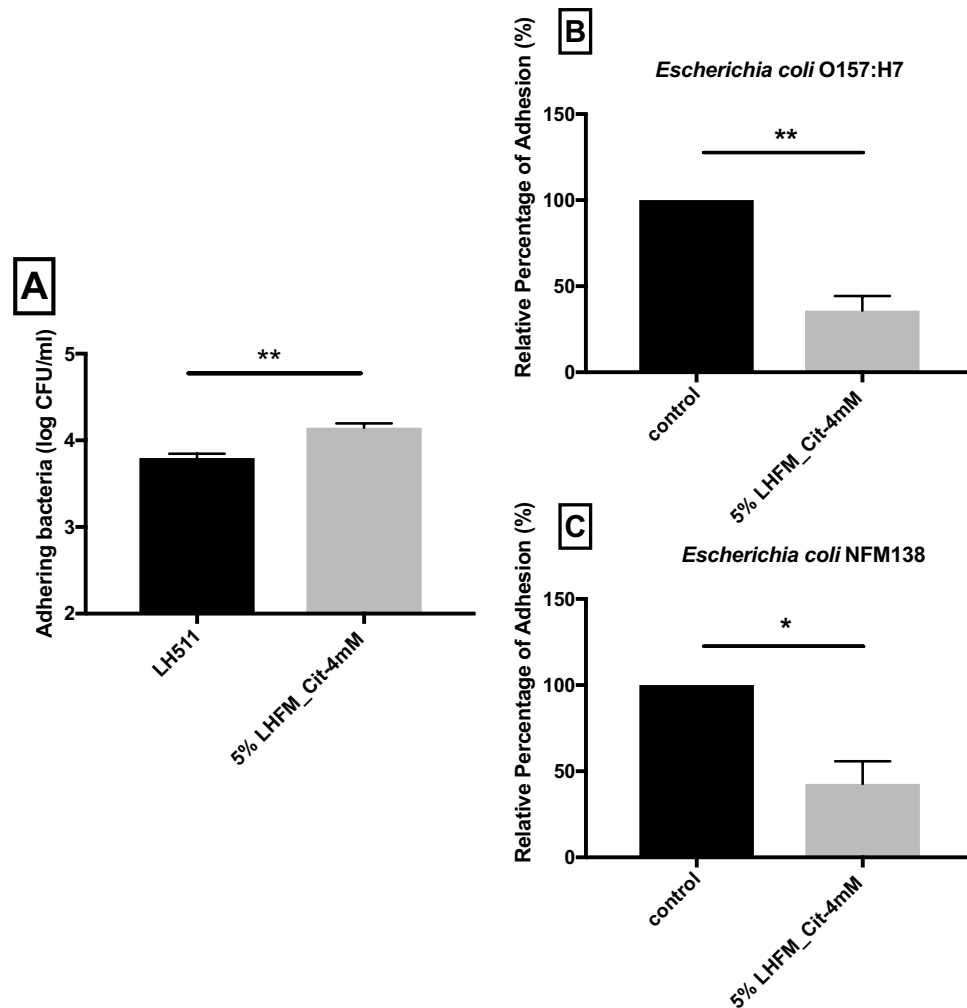 A
Adhering bacteria (log CFU/ml)
5
4
3
2
**
LH511
5% LHFM_Cit-4mM
B
Escherichia coli O157:H7
Relative Percentage of Adhesion (%)
150
100
50
0
**
control
5% LHFM_Cit-4mM
C
Escherichia coli NFM138
Relative Percentage of Adhesion (%)
150
100
50
0
*
control
5% LHFM_Cit-4mM